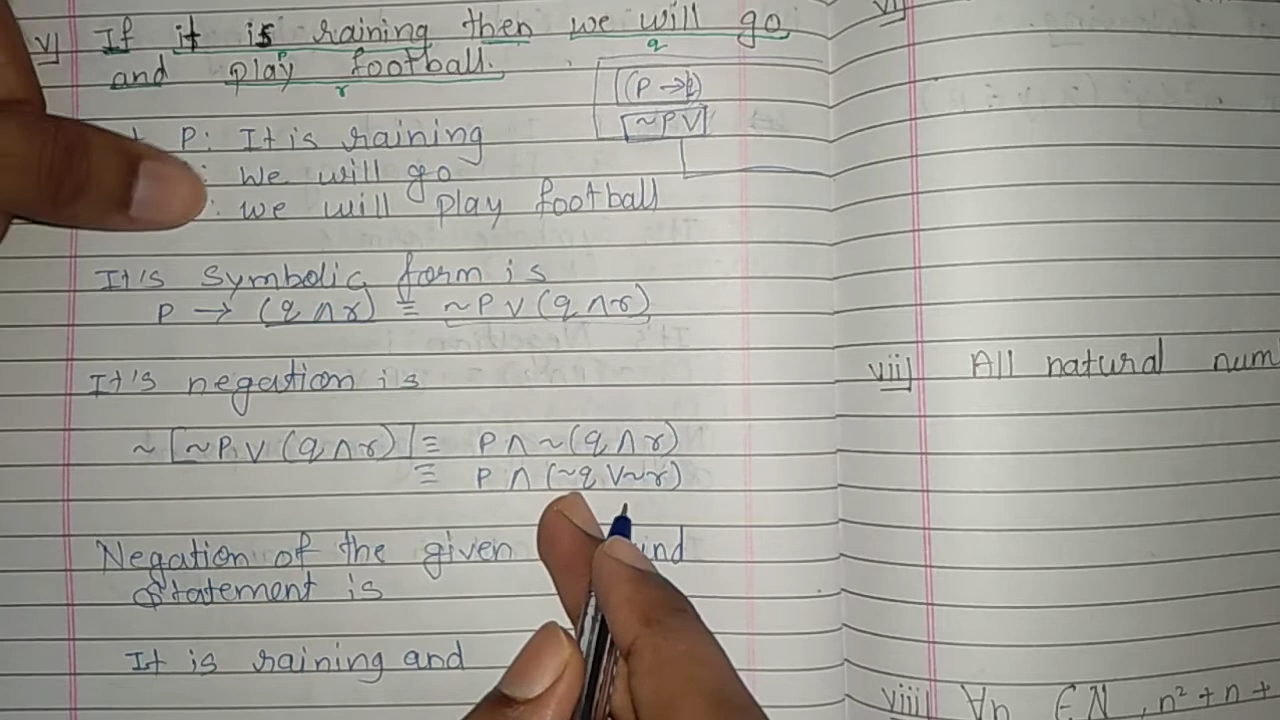 v] If it is raining then we will go
p q
and play football.
r
(p →
~p ∨
P: It is raining
: We will go
: we will play football
It's Symbolic form is
p → (q ∧ r) ≡ ~p ∨ (q ∧ r)
It's negation is
~[~p ∨ (q ∧ r)] ≡ p ∧ ~(q ∧ r)
≡ p ∧ (~q ∨ ~r)
Negation of the given
Statement is
It is raining and
vii] All natural num
viii] ∀n ∈ N, n² + n +